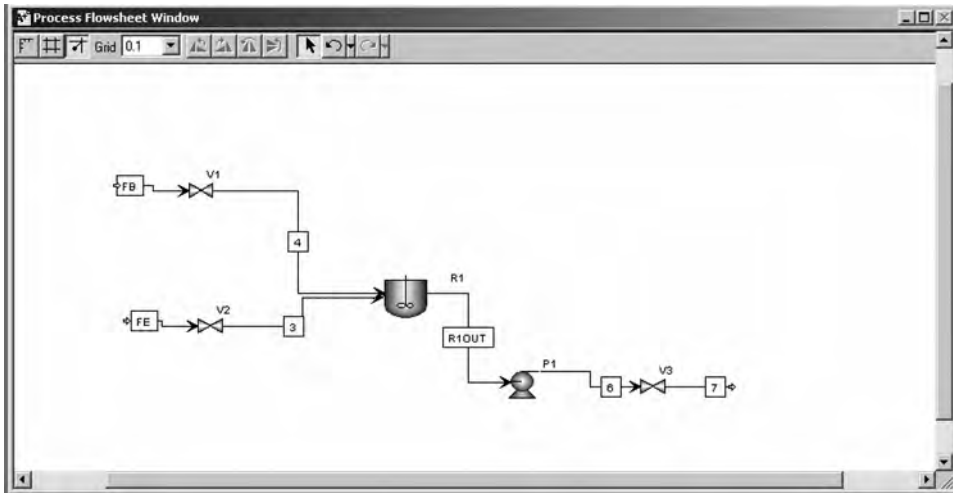 Process Flowsheet Window
Grid 0.1
V1
FB
4
R1
V2
FE
3
R1OUT
P1
V3
6
7